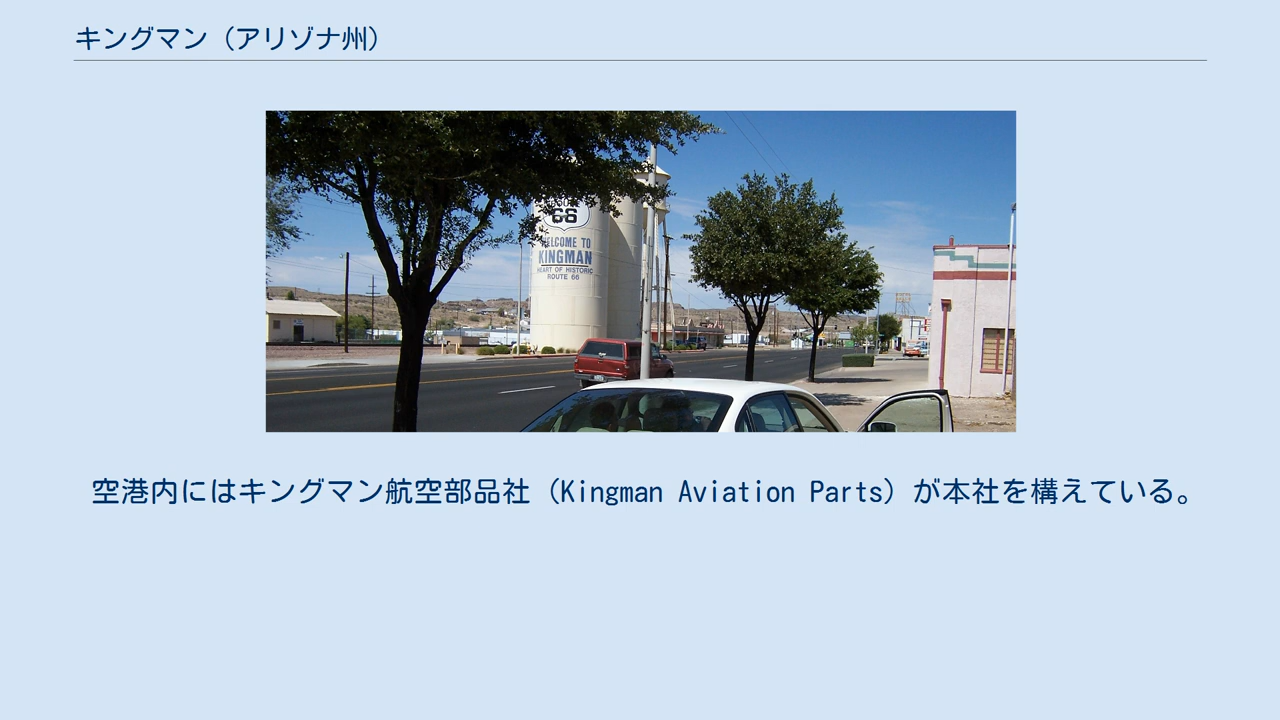 キングマン（アリゾナ州）
66
WELCOME TO
KINGMAN
HEART OF HISTORIC
ROUTE 66
空港内にはキングマン航空部品社（Kingman Aviation Parts）が本社を構えている。